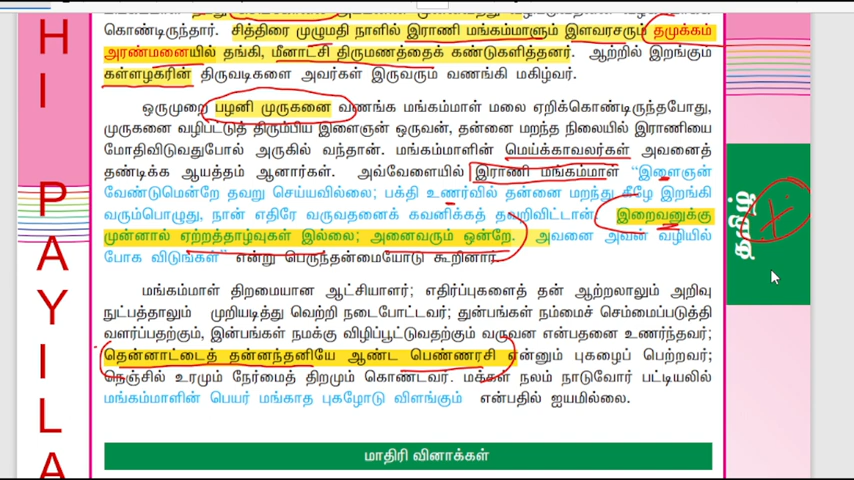 கொண்டிருந்தார். சித்திரை முழுமதி நாளில் இராணி மங்கம்மாளும் இளவரசரும் தமுக்கம்
அரண்மனையில் தங்கி, மீனாட்சி திருமணத்தைக் கண்டுகளித்தனர். ஆற்றில் இறங்கும்
கள்ளழகரின் திருவடிகளை அவர்கள் இருவரும் வணங்கி மகிழ்வர்.
ஒருமுறை பழனி முருகனை வணங்க மங்கம்மாள் மலை ஏறிக்கொண்டிருந்தபோது,
முருகனை வழிபட்டுத் திரும்பிய இளைஞன் ஒருவன், தன்னை மறந்த நிலையில் இராணியை
மோதிவிடுவதுபோல் அருகில் வந்தான். மங்கம்மாளின் மெய்க்காவலர்கள் அவனைத்
தண்டிக்க ஆயத்தம் ஆனார்கள். அவ்வேளையில் இராணி மங்கம்மாள் “இளைஞன்
வேண்டுமென்றே தவறு செய்யவில்லை; பக்தி உணர்வில் தன்னை மறந்து கீழே இறங்கி
வரும்பொழுது, நான் எதிரே வருவதனைக் கவனிக்கத் தவறிவிட்டான். இறைவனுக்கு
முன்னால் ஏற்றத்தாழ்வுகள் இல்லை; அனைவரும் ஒன்றே. அவனை அவன் வழியில்
போக விடுங்கள்” என்று பெருந்தன்மையோடு கூறினார்.
மங்கம்மாள் திறமையான ஆட்சியாளர்; எதிர்ப்புகளைத் தன் ஆற்றலாலும் அறிவு
நுட்பத்தாலும் முறியடித்து வெற்றி நடைபோட்டவர்; துன்பங்கள் நம்மைச் செம்மைப்படுத்தி
வளர்ப்பதற்கும், இன்பங்கள் நமக்கு விழிப்பூட்டுவதற்கும் வருவன என்பதனை உணர்ந்தவர்;
தென்னாட்டைத் தன்னந்தனியே ஆண்ட பெண்ணரசி என்னும் புகழைப் பெற்றவர்;
நெஞ்சில் உரமும் நேர்மைத் திறமும் கொண்டவர். மக்கள் நலம் நாடுவோர் பட்டியலில்
மங்கம்மாளின் பெயர் மங்காத புகழோடு விளங்கும் என்பதில் ஐயமில்லை.
மாதிரி வினாக்கள்
HI PAYILA
தமிழ்